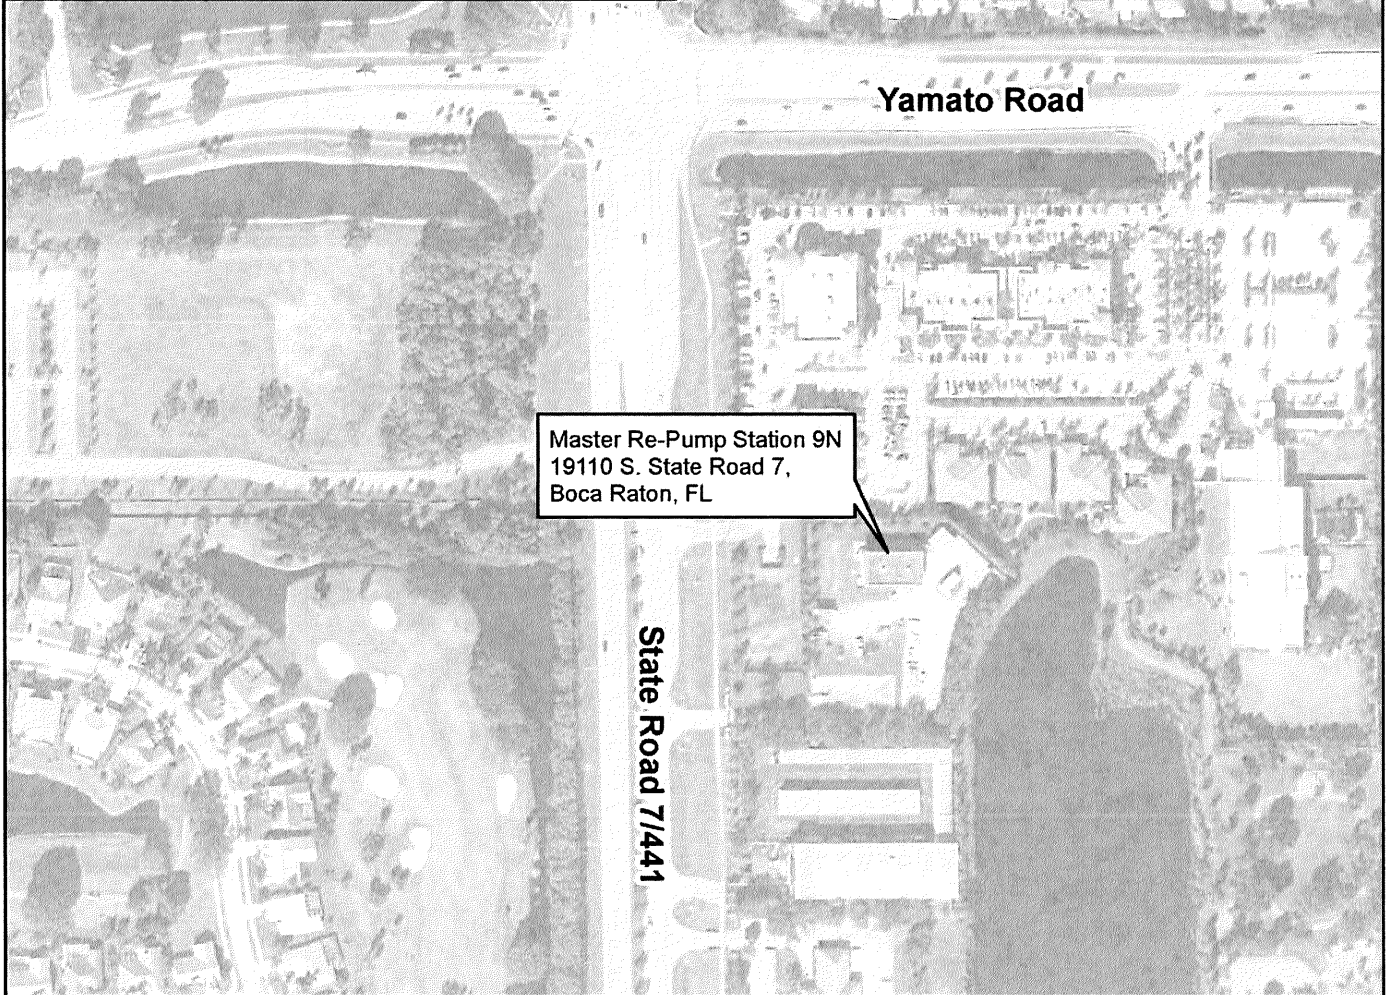 Yamato Road
Master Re-Pump Station 9N
19110 S. State Road 7,
Boca Raton, FL
State Road 7/441